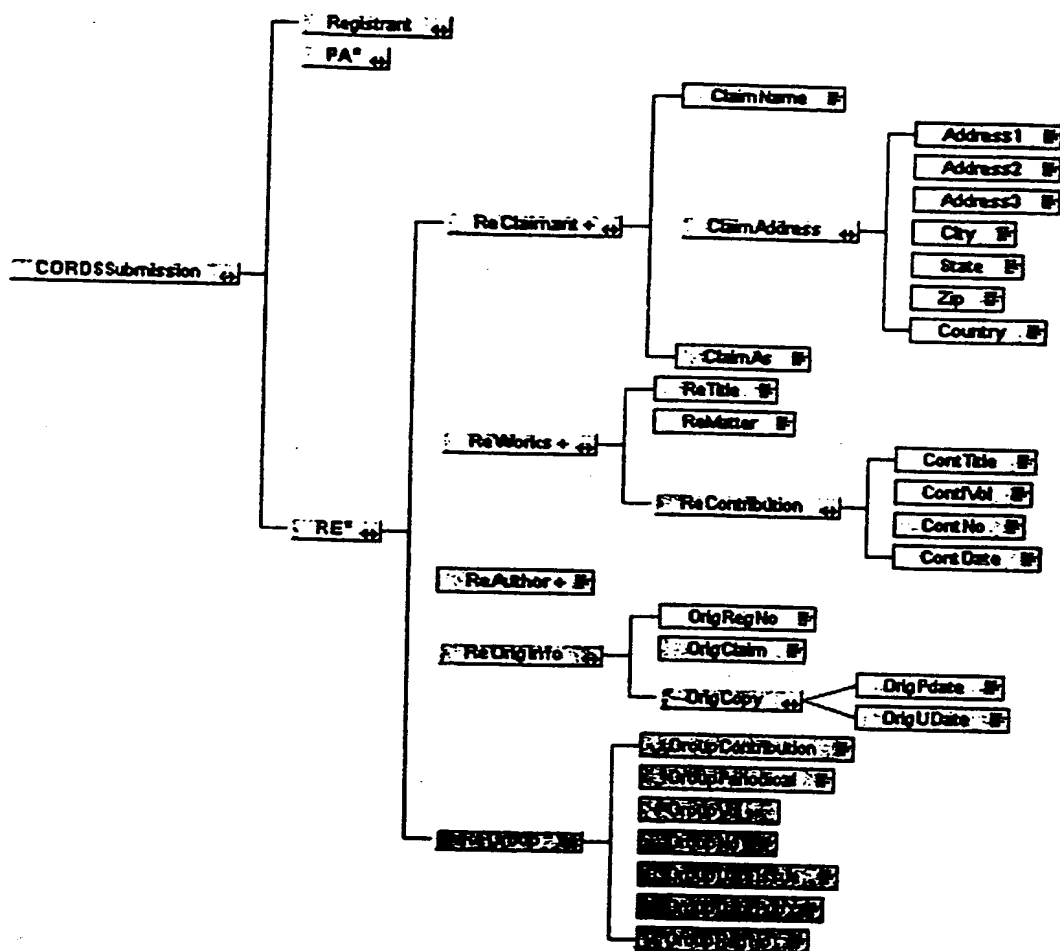 CORDSSubmission
Registrant
PA*
RE*
ReClaimant +
ClaimName
ClaimAddress
Address1
Address2
Address3
City
State
Zip
Country
ClaimAs
ReWorks +
ReTitle
ReMatter
ReContribution
ContTitle
ContVol
ContNo
ContDate
ReAuthor +
ReOrigInfo
OrigRegNo
OrigClaim
OrigCopy
OrigPdate
OrigUDate
GroupContribution
GroupPeriodical